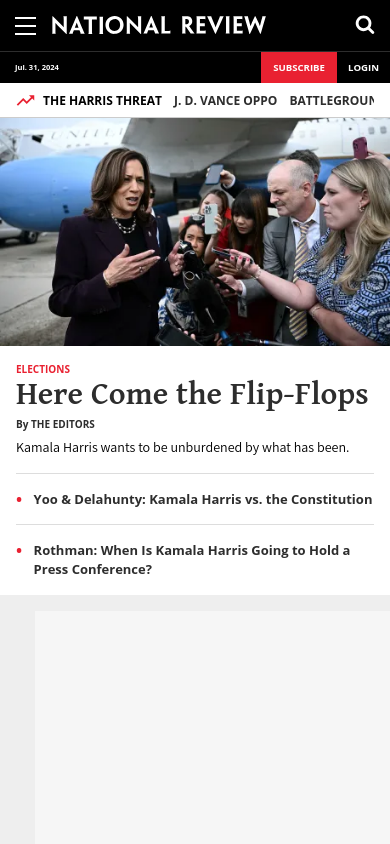 NATIONAL REVIEW
Jul. 31, 2024
SUBSCRIBE
LOGIN
THE HARRIS THREAT
J. D. VANCE OPPO
BATTLEGROUN
ELECTIONS
Here Come the Flip-Flops
By THE EDITORS
Kamala Harris wants to be unburdened by what has been.
• Yoo & Delahunty: Kamala Harris vs. the Constitution
• Rothman: When Is Kamala Harris Going to Hold a
Press Conference?